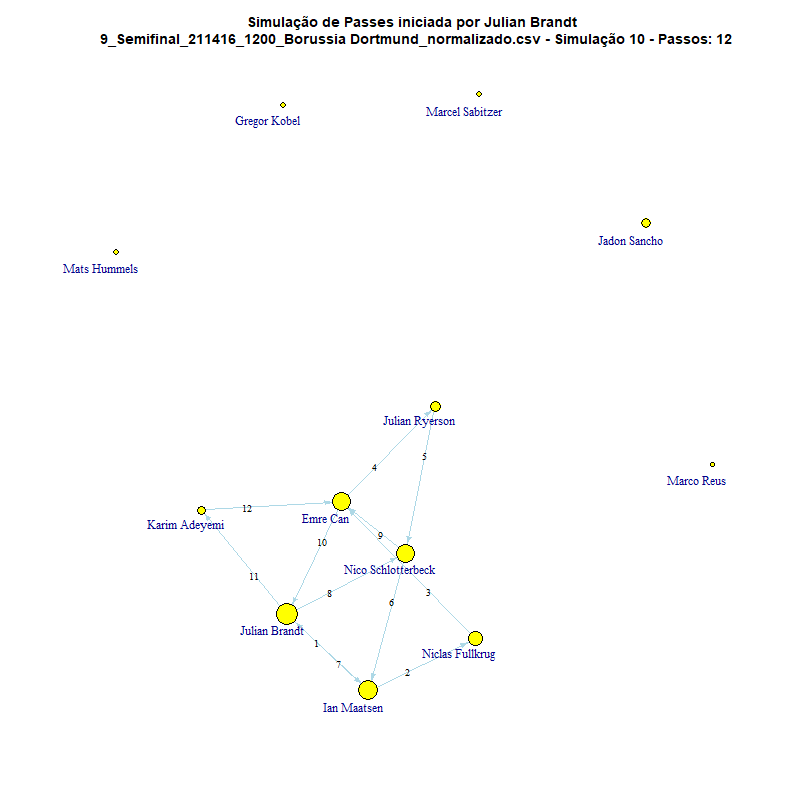 Simulação de Passes iniciada por Julian Brandt
9_Semifinal_211416_1200_Borussia Dortmund_normalizado.csv - Simulação 10 - Passos: 12
Marcel Sabitzer
Gregor Kobel
Jadon Sancho
Mats Hummels
Julian Ryerson
5
4
Marco Reus
12
Emre Can
Karim Adeyemi
9
10
Nico Schlotterbeck
11
8
3
6
Julian Brandt
1
Niclas Fullkrug
7
2
Ian Maatsen